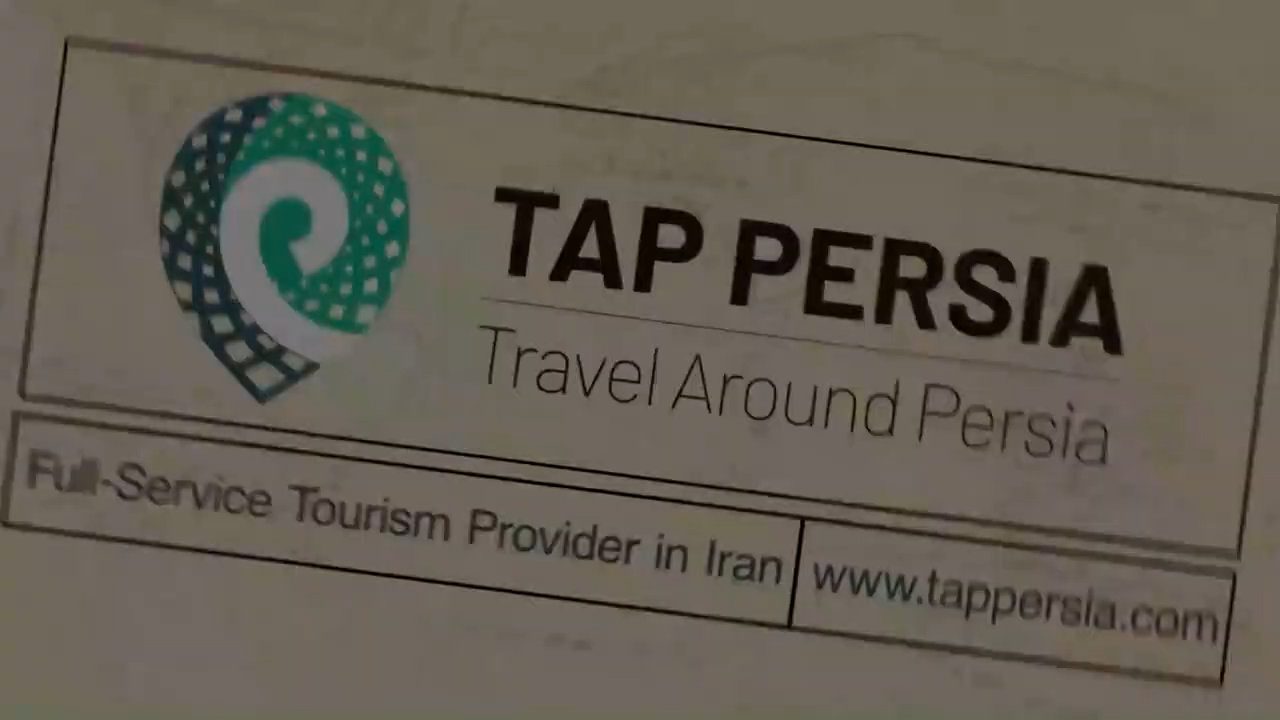 TAP PERSIA
Travel Around Persia
Full-Service Tourism Provider in Iran
www.tappersia.com